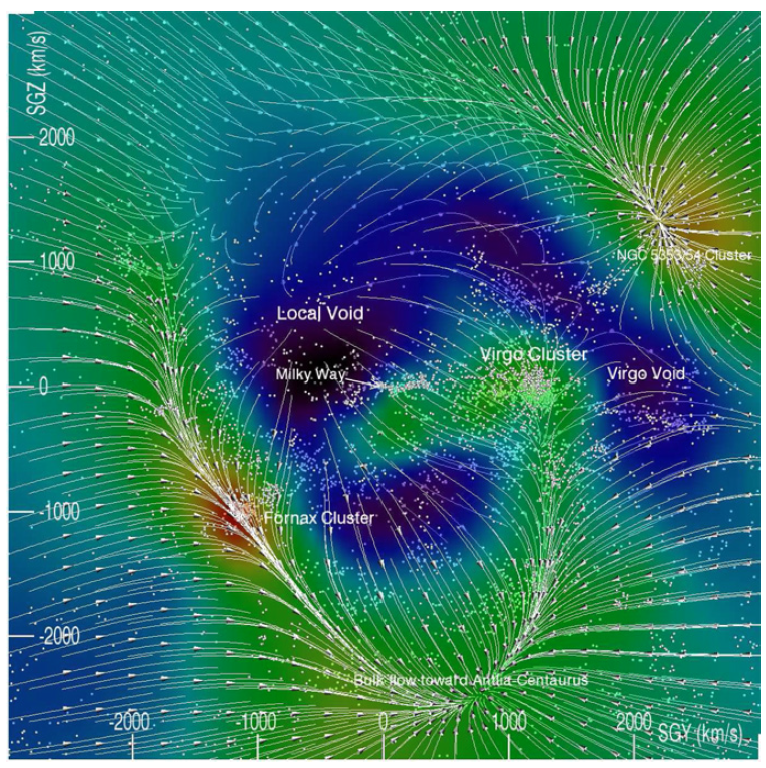 SGZ (km/s)
2000
1000
NGC 5353/54 Cluster
Local Void
Virgo Cluster
Milky Way
Virgo Void
0
-1000
Fornax Cluster
-2000
Bulk flow toward Antlia-Centaurus
-2000
-1000
0
1000
2000
SGY (km/s)